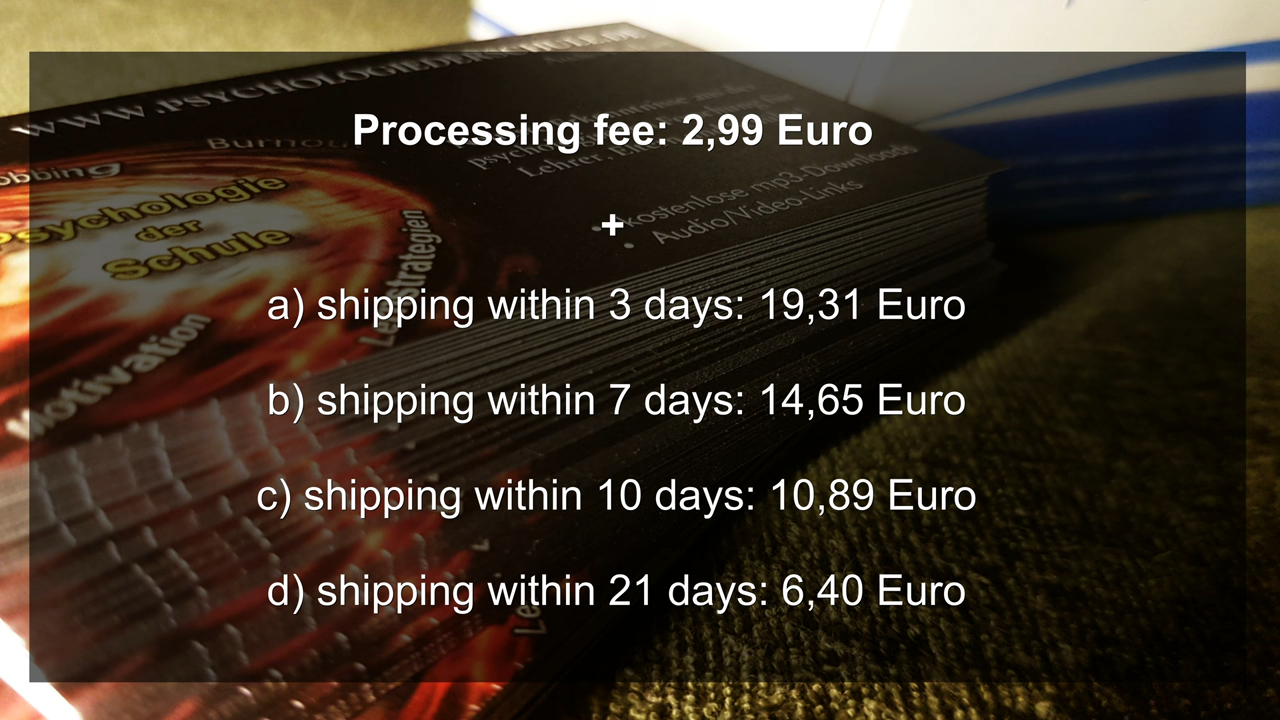 WWW.PSYCHOLOGIEDERSCHULE.DE
Processing fee: 2,99 Euro
+
a) shipping within 3 days: 19,31 Euro
b) shipping within 7 days: 14,65 Euro
c) shipping within 10 days: 10,89 Euro
d) shipping within 21 days: 6,40 Euro
Psychologie
der
Schule
Motivation
Lehrer,
kostenlose mp3-Downloads
Audio/Video-Links